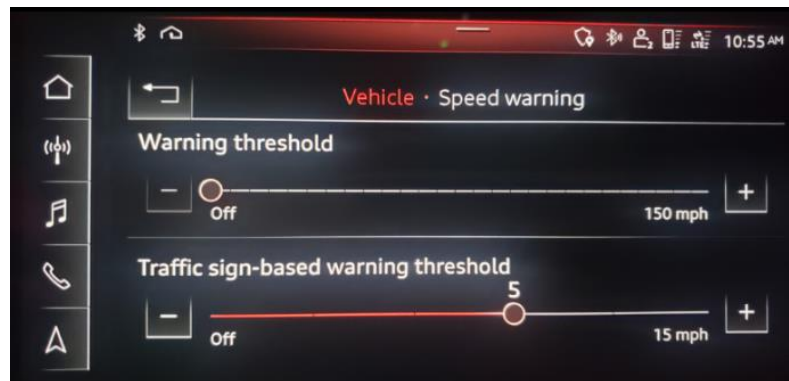 LTE 10:55 AM
Vehicle · Speed warning
Warning threshold
Off 150 mph
Traffic sign-based warning threshold
5
Off 15 mph